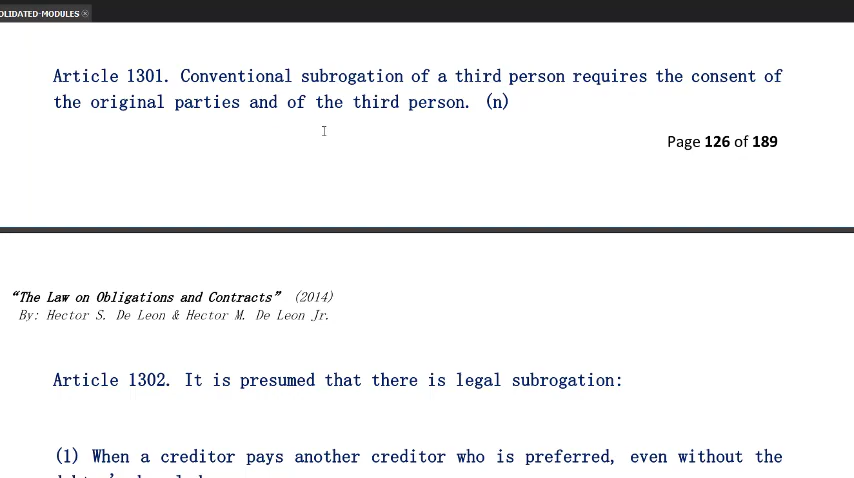 OLIDATED-MODULES
Article 1301. Conventional subrogation of a third person requires the consent of
the original parties and of the third person. (n)
Page 126 of 189
“The Law on Obligations and Contracts” (2014)
By: Hector S. De Leon & Hector M. De Leon Jr.
Article 1302. It is presumed that there is legal subrogation:
(1) When a creditor pays another creditor who is preferred, even without the